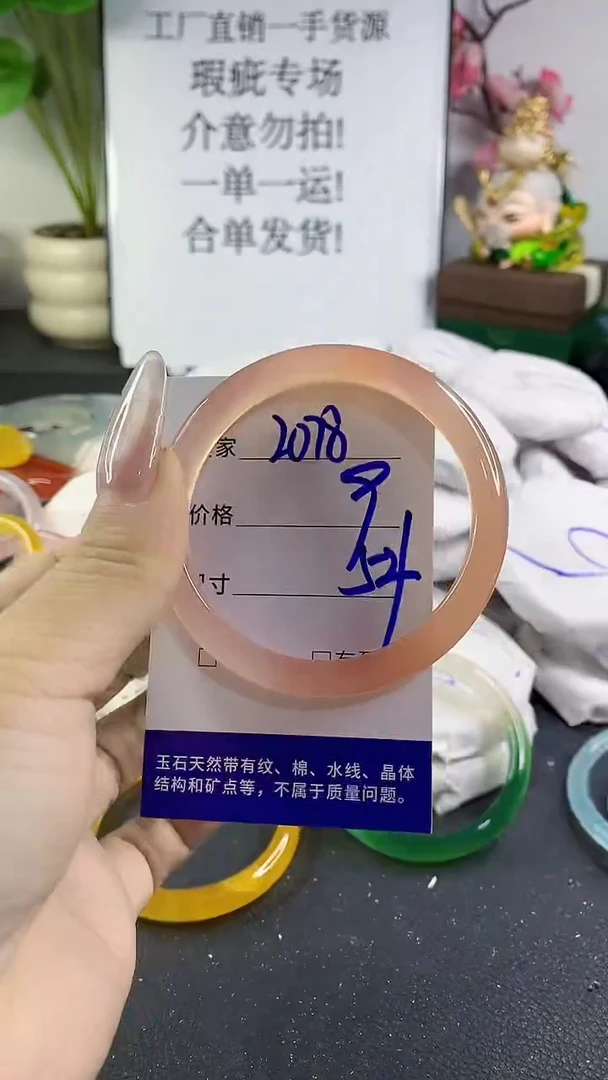 工厂直销一手货源
瑕疵专场
介意勿拍!
一单一运!
合单发货!
家 2078
价格
寸 54
玉石天然带有纹、棉、水线、晶体
结构和矿点等，不属于质量问题。